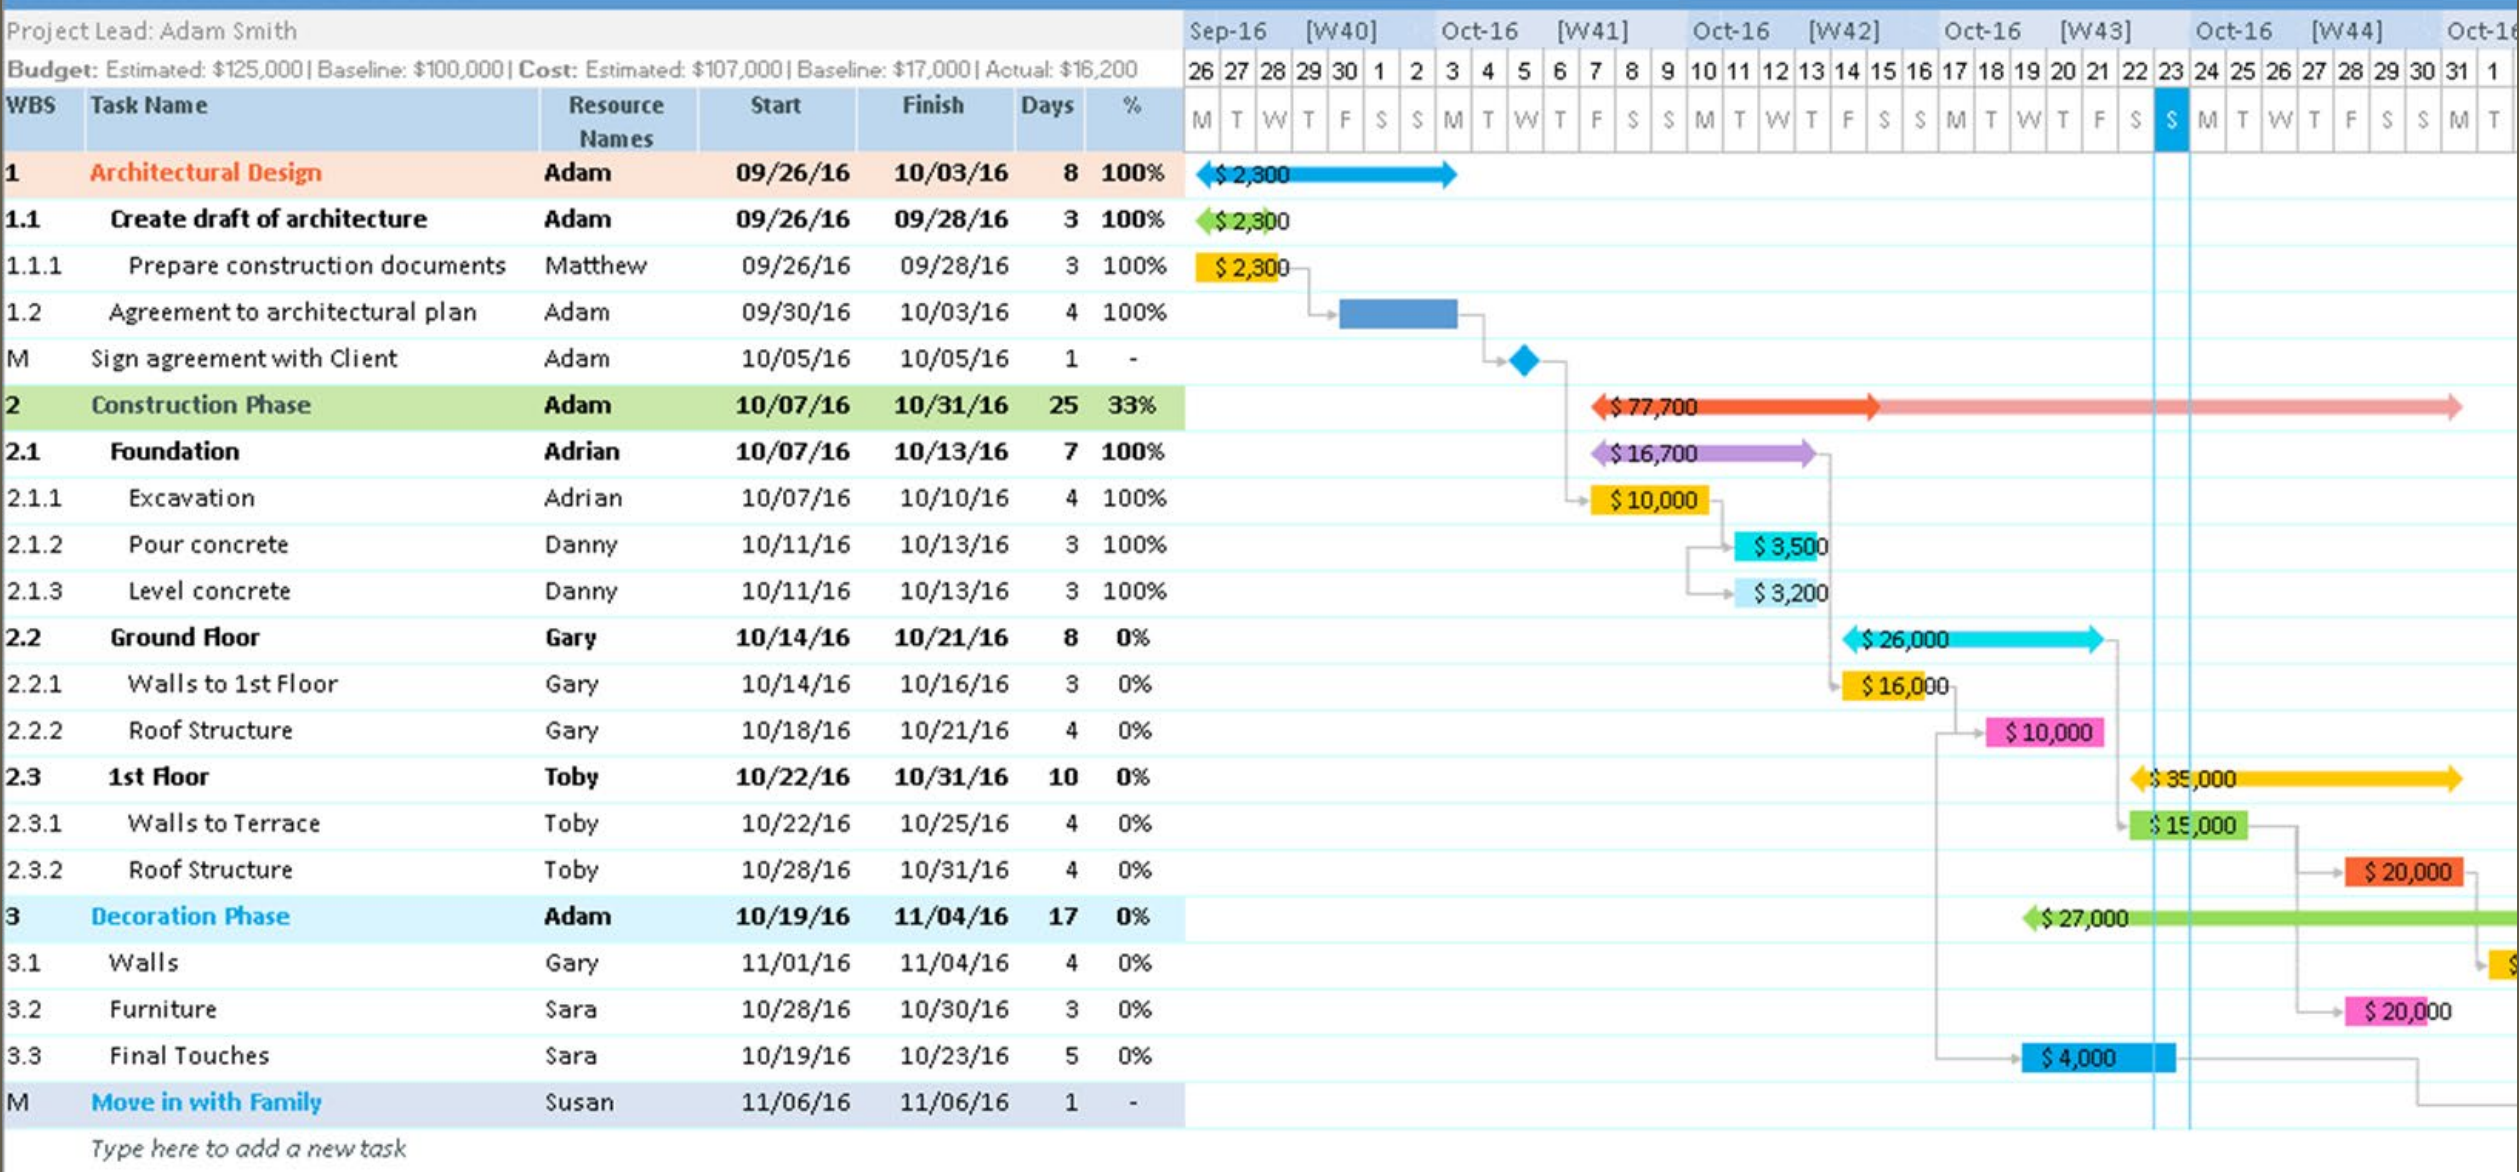 Project Lead: Adam Smith
Sep-16 [W40] Oct-16 [W41] Oct-16 [W42] Oct-16 [W43] Oct-16 [W44]
Budget: Estimated: $125,000 | Baseline: $100,000 | Cost: Estimated: $107,000 | Baseline: $17,000 | Actual: $16,200
26 27 28 29 30 1 2 3 4 5 6 7 8 9 10 11 12 13 14 15 16 17 18 19 20 21 22 23 24 25 26 27 28 29 30 31 1
WBS Task Name Resource Names Start Finish Days %
M T W T F S S M T W T F S S M T W T F S S M T W T F S S M T W T F S S M T
1 Architectural Design Adam 09/26/16 10/03/16 8 100% $ 2,300
1.1 Create draft of architecture Adam 09/26/16 09/28/16 3 100% $ 2,300
1.1.1 Prepare construction documents Matthew 09/26/16 09/28/16 3 100% $ 2,300
1.2 Agreement to architectural plan Adam 09/30/16 10/03/16 4 100%
M Sign agreement with Client Adam 10/05/16 10/05/16 1 -
2 Construction Phase Adam 10/07/16 10/31/16 25 33% $ 77,700
2.1 Foundation Adrian 10/07/16 10/13/16 7 100% $ 16,700
2.1.1 Excavation Adrian 10/07/16 10/10/16 4 100% $ 10,000
2.1.2 Pour concrete Danny 10/11/16 10/13/16 3 100% $ 3,500
2.1.3 Level concrete Danny 10/11/16 10/13/16 3 100% $ 3,200
2.2 Ground Floor Gary 10/14/16 10/21/16 8 0% $ 26,000
2.2.1 Walls to 1st Floor Gary 10/14/16 10/16/16 3 0% $ 16,000
2.2.2 Roof Structure Gary 10/18/16 10/21/16 4 0% $ 10,000
2.3 1st Floor Toby 10/22/16 10/31/16 10 0% $ 35,000
2.3.1 Walls to Terrace Toby 10/22/16 10/25/16 4 0% $ 15,000
2.3.2 Roof Structure Toby 10/28/16 10/31/16 4 0% $ 20,000
3 Decoration Phase Adam 10/19/16 11/04/16 17 0% $ 27,000
3.1 Walls Gary 11/01/16 11/04/16 4 0% $
3.2 Furniture Sara 10/28/16 10/30/16 3 0% $ 20,000
3.3 Final Touches Sara 10/19/16 10/23/16 5 0% $ 4,000
M Move in with Family Susan 11/06/16 11/06/16 1 -
Type here to add a new task